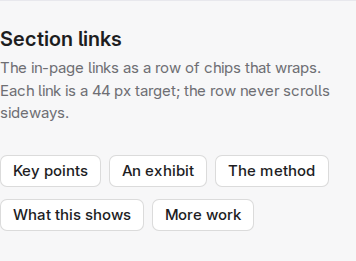 Section links
The in-page links as a row of chips that wraps.
Each link is a 44 px target; the row never scrolls
sideways.
Key points An exhibit The method
What this shows More work